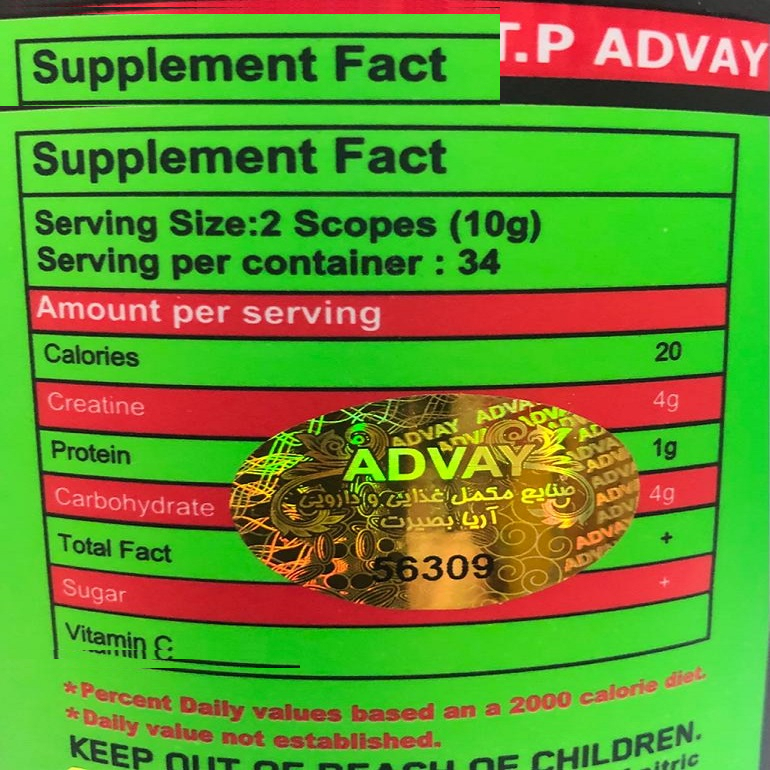 T.P ADVAY
Supplement Fact
Supplement Fact
Serving Size:2 Scopes (10g)
Serving per container : 34
Amount per serving
Calories 20
Creatine 4g
Protein 1g
Carbohydrate 4g
Total Fact +
Sugar +
Vitamin C
ADVAY
صنایع مکمل غذایی و دارویی
آریا بصیرت
56309
*Percent Daily values based an a 2000 calorie diet.
*Daily value not established.
KEEP OUT OF REACH OF CHILDREN.
nitric